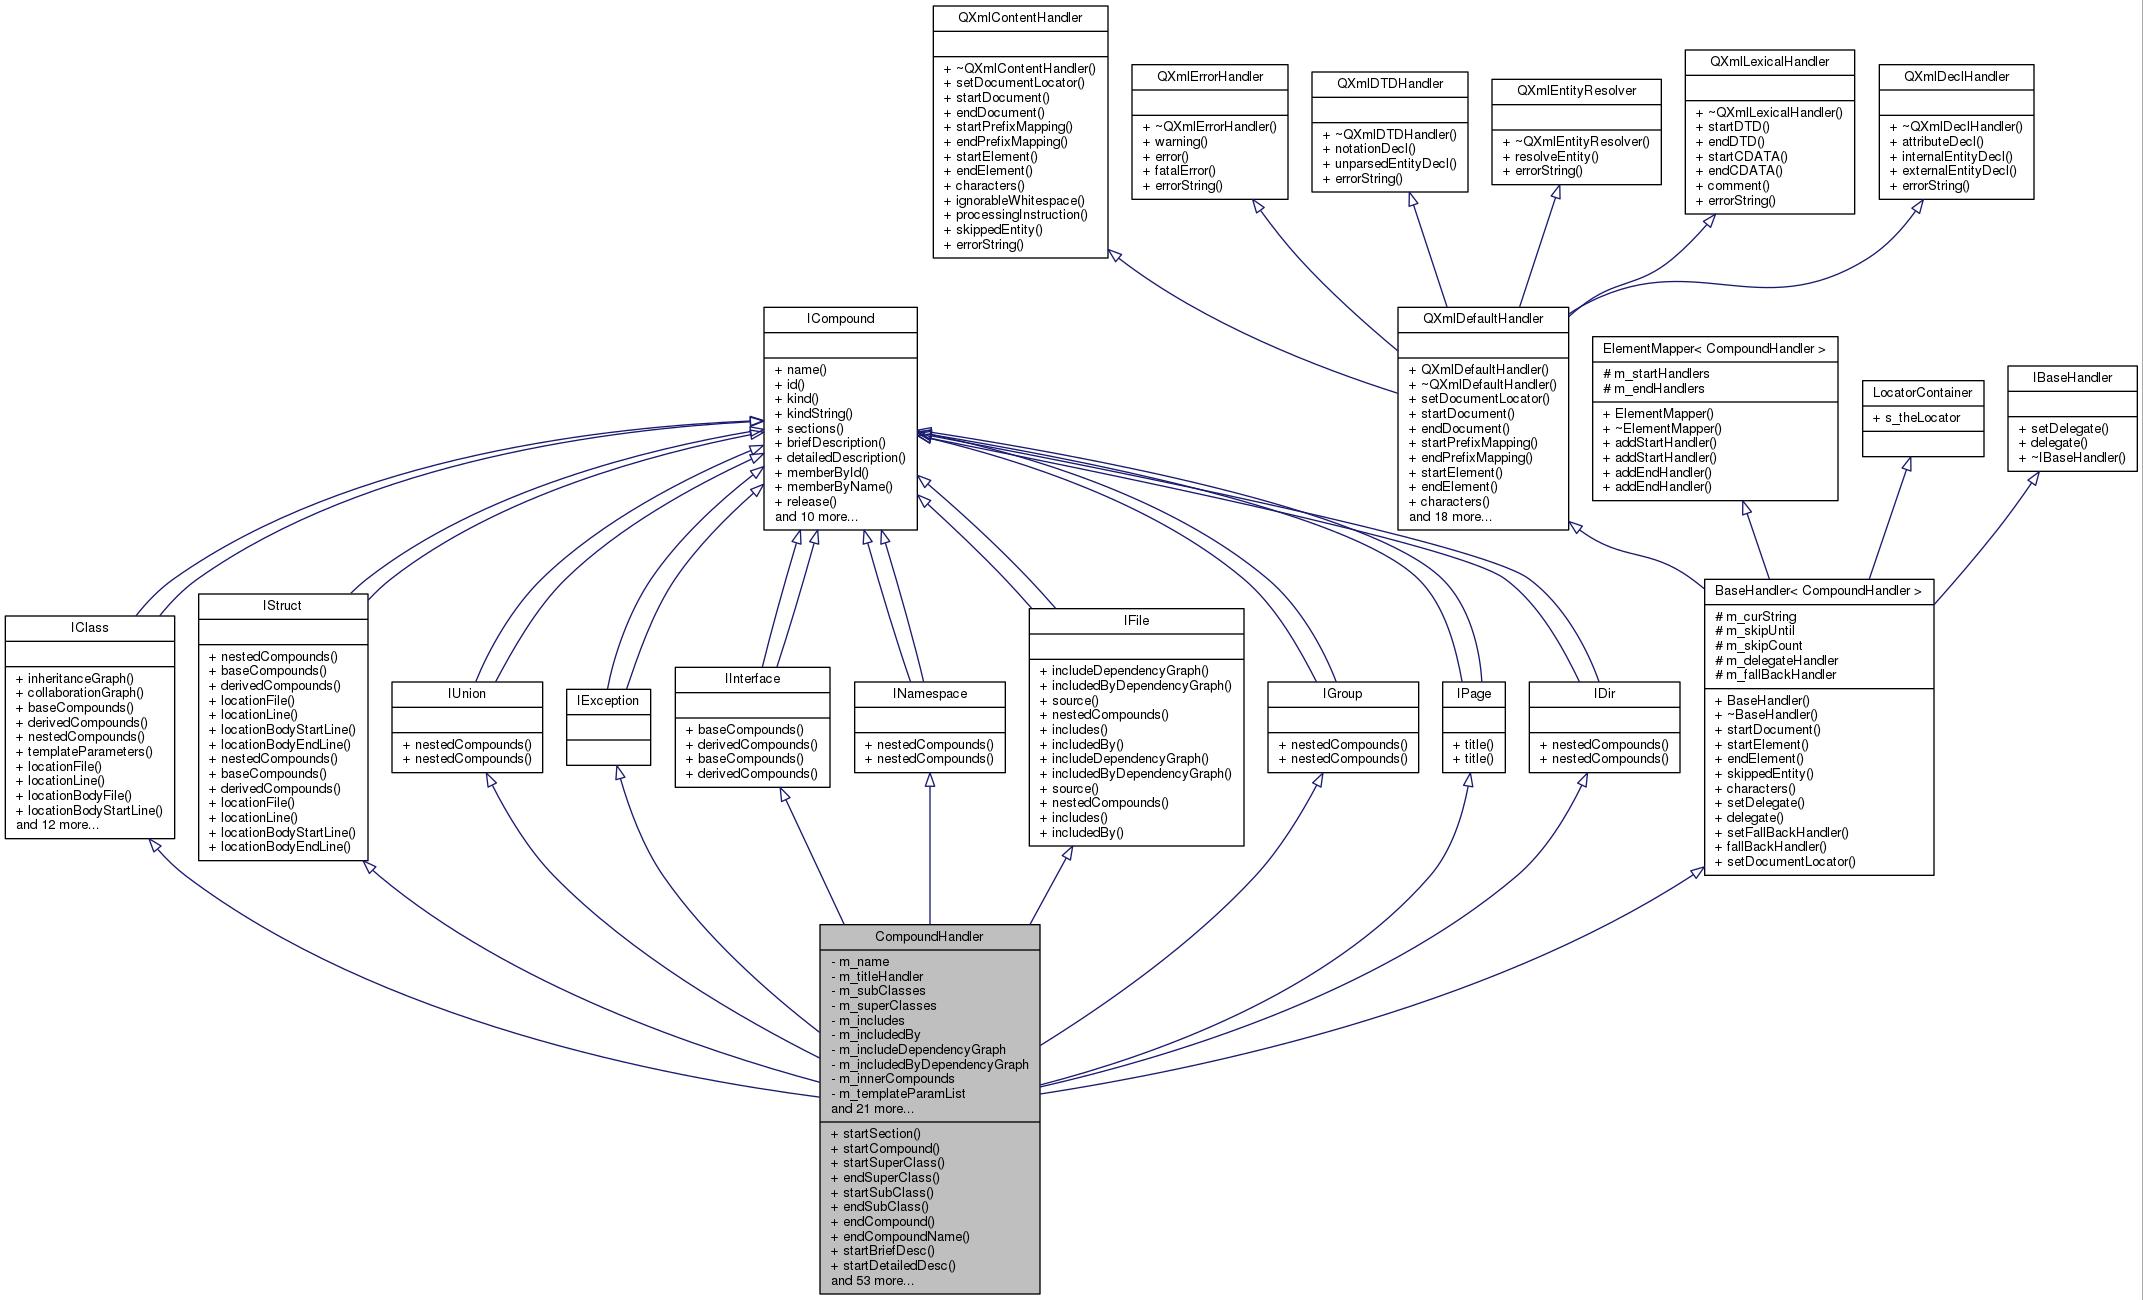 QXmlContentHandler
+ ~QXmlContentHandler()
+ setDocumentLocator()
+ startDocument()
+ endDocument()
+ startPrefixMapping()
+ endPrefixMapping()
+ startElement()
+ endElement()
+ characters()
+ ignorableWhitespace()
+ processingInstruction()
+ skippedEntity()
+ errorString()
QXmlErrorHandler
+ ~QXmlErrorHandler()
+ warning()
+ error()
+ fatalError()
+ errorString()
QXmlDTDHandler
+ ~QXmlDTDHandler()
+ notationDecl()
+ unparsedEntityDecl()
+ errorString()
QXmlEntityResolver
+ ~QXmlEntityResolver()
+ resolveEntity()
+ errorString()
QXmlLexicalHandler
+ ~QXmlLexicalHandler()
+ startDTD()
+ endDTD()
+ startCDATA()
+ endCDATA()
+ comment()
+ errorString()
QXmlDeclHandler
+ ~QXmlDeclHandler()
+ attributeDecl()
+ internalEntityDecl()
+ externalEntityDecl()
+ errorString()
ICompound
+ name()
+ id()
+ kind()
+ kindString()
+ sections()
+ briefDescription()
+ detailedDescription()
+ memberById()
+ memberByName()
+ release()
and 10 more...
QXmlDefaultHandler
+ QXmlDefaultHandler()
+ ~QXmlDefaultHandler()
+ setDocumentLocator()
+ startDocument()
+ endDocument()
+ startPrefixMapping()
+ endPrefixMapping()
+ startElement()
+ endElement()
+ characters()
and 18 more...
ElementMapper< CompoundHandler >
# m_startHandlers
# m_endHandlers
+ ElementMapper()
+ ~ElementMapper()
+ addStartHandler()
+ addStartHandler()
+ addEndHandler()
+ addEndHandler()
LocatorContainer
+ s_theLocator
IBaseHandler
+ setDelegate()
+ delegate()
+ ~IBaseHandler()
IClass
+ inheritanceGraph()
+ collaborationGraph()
+ baseCompounds()
+ derivedCompounds()
+ nestedCompounds()
+ templateParameters()
+ locationFile()
+ locationLine()
+ locationBodyFile()
+ locationBodyStartLine()
and 12 more...
IStruct
+ nestedCompounds()
+ baseCompounds()
+ derivedCompounds()
+ locationFile()
+ locationLine()
+ locationBodyStartLine()
+ locationBodyEndLine()
+ nestedCompounds()
+ baseCompounds()
+ derivedCompounds()
+ locationFile()
+ locationLine()
+ locationBodyStartLine()
+ locationBodyEndLine()
IUnion
+ nestedCompounds()
+ nestedCompounds()
IException
IInterface
+ baseCompounds()
+ derivedCompounds()
+ baseCompounds()
+ derivedCompounds()
INamespace
+ nestedCompounds()
+ nestedCompounds()
IFile
+ includeDependencyGraph()
+ includedByDependencyGraph()
+ source()
+ nestedCompounds()
+ includes()
+ includedBy()
+ includeDependencyGraph()
+ includedByDependencyGraph()
+ source()
+ nestedCompounds()
+ includes()
+ includedBy()
IGroup
+ nestedCompounds()
+ nestedCompounds()
IPage
+ title()
+ title()
IDir
+ nestedCompounds()
+ nestedCompounds()
BaseHandler< CompoundHandler >
# m_curString
# m_skipUntil
# m_skipCount
# m_delegateHandler
# m_fallBackHandler
+ BaseHandler()
+ ~BaseHandler()
+ startDocument()
+ startElement()
+ endElement()
+ skippedEntity()
+ characters()
+ setDelegate()
+ delegate()
+ setFallBackHandler()
+ fallBackHandler()
+ setDocumentLocator()
CompoundHandler
- m_name
- m_titleHandler
- m_subClasses
- m_superClasses
- m_includes
- m_includedBy
- m_includeDependencyGraph
- m_includedByDependencyGraph
- m_innerCompounds
- m_templateParamList
and 21 more...
+ startSection()
+ startCompound()
+ startSuperClass()
+ endSuperClass()
+ startSubClass()
+ endSubClass()
+ endCompound()
+ endCompoundName()
+ startBriefDesc()
+ startDetailedDesc()
and 53 more...